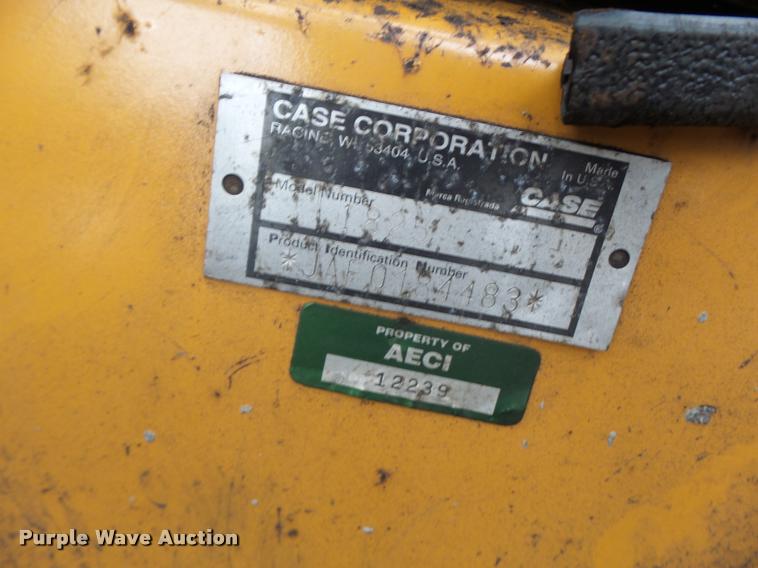 CASE CORPORATION
RACINE, WI 53404, U.S.A.
Made
In U.S.A.
Model Number
Marca Registrada
CASE
®
Product Identification Number
*JAF0184483*
PROPERTY OF
AECI
12239
Purple Wave Auction